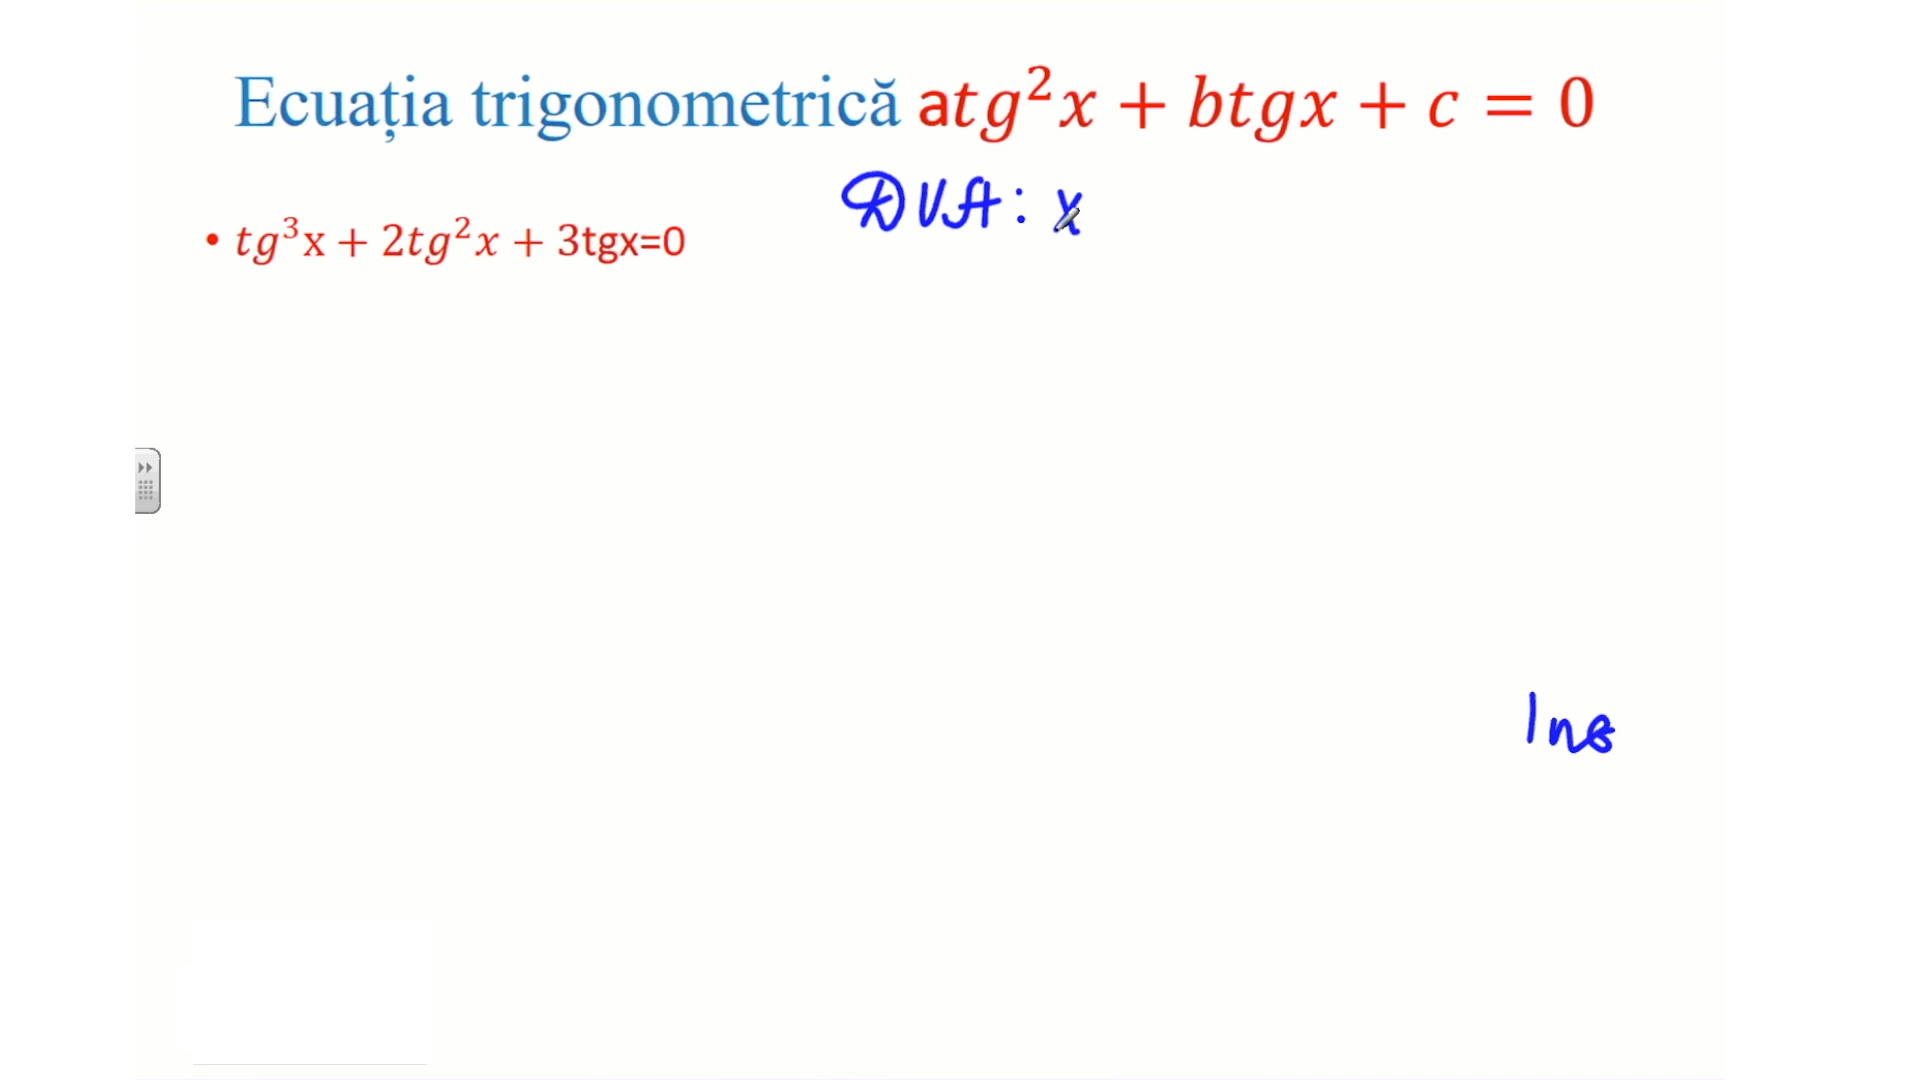 Ecuația trigonometrică atg²x + btgx + c = 0
DVA: x
• tg³x + 2tg²x + 3tgx=0